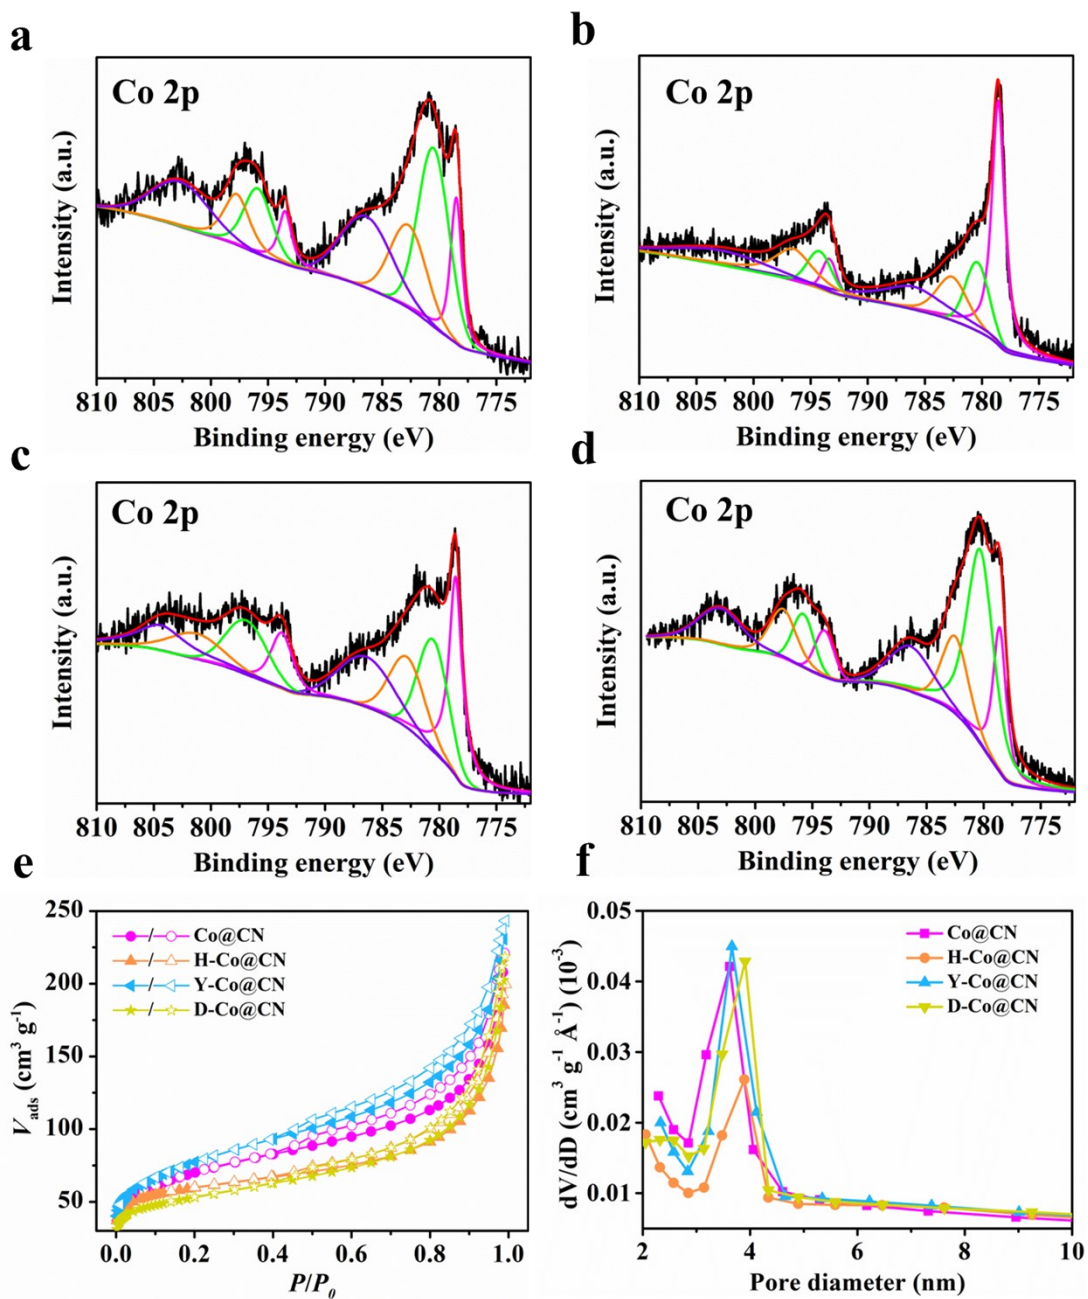 a
Co 2p
Intensity (a.u.)
810 805 800 795 790 785 780 775
Binding energy (eV)
b
Co 2p
Intensity (a.u.)
810 805 800 795 790 785 780 775
Binding energy (eV)
c
Co 2p
Intensity (a.u.)
810 805 800 795 790 785 780 775
Binding energy (eV)
d
Co 2p
Intensity (a.u.)
810 805 800 795 790 785 780 775
Binding energy (eV)
e
250
200
150
100
50
Vads (cm³ g⁻¹)
/ Co@CN
/ H-Co@CN
/ Y-Co@CN
/ D-Co@CN
0.0 0.2 0.4 0.6 0.8 1.0
P/P₀
f
0.05
0.04
0.03
0.02
0.01
dV/dD (cm³ g⁻¹ Å⁻¹) (10⁻³)
Co@CN
H-Co@CN
Y-Co@CN
D-Co@CN
2 4 6 8 10
Pore diameter (nm)